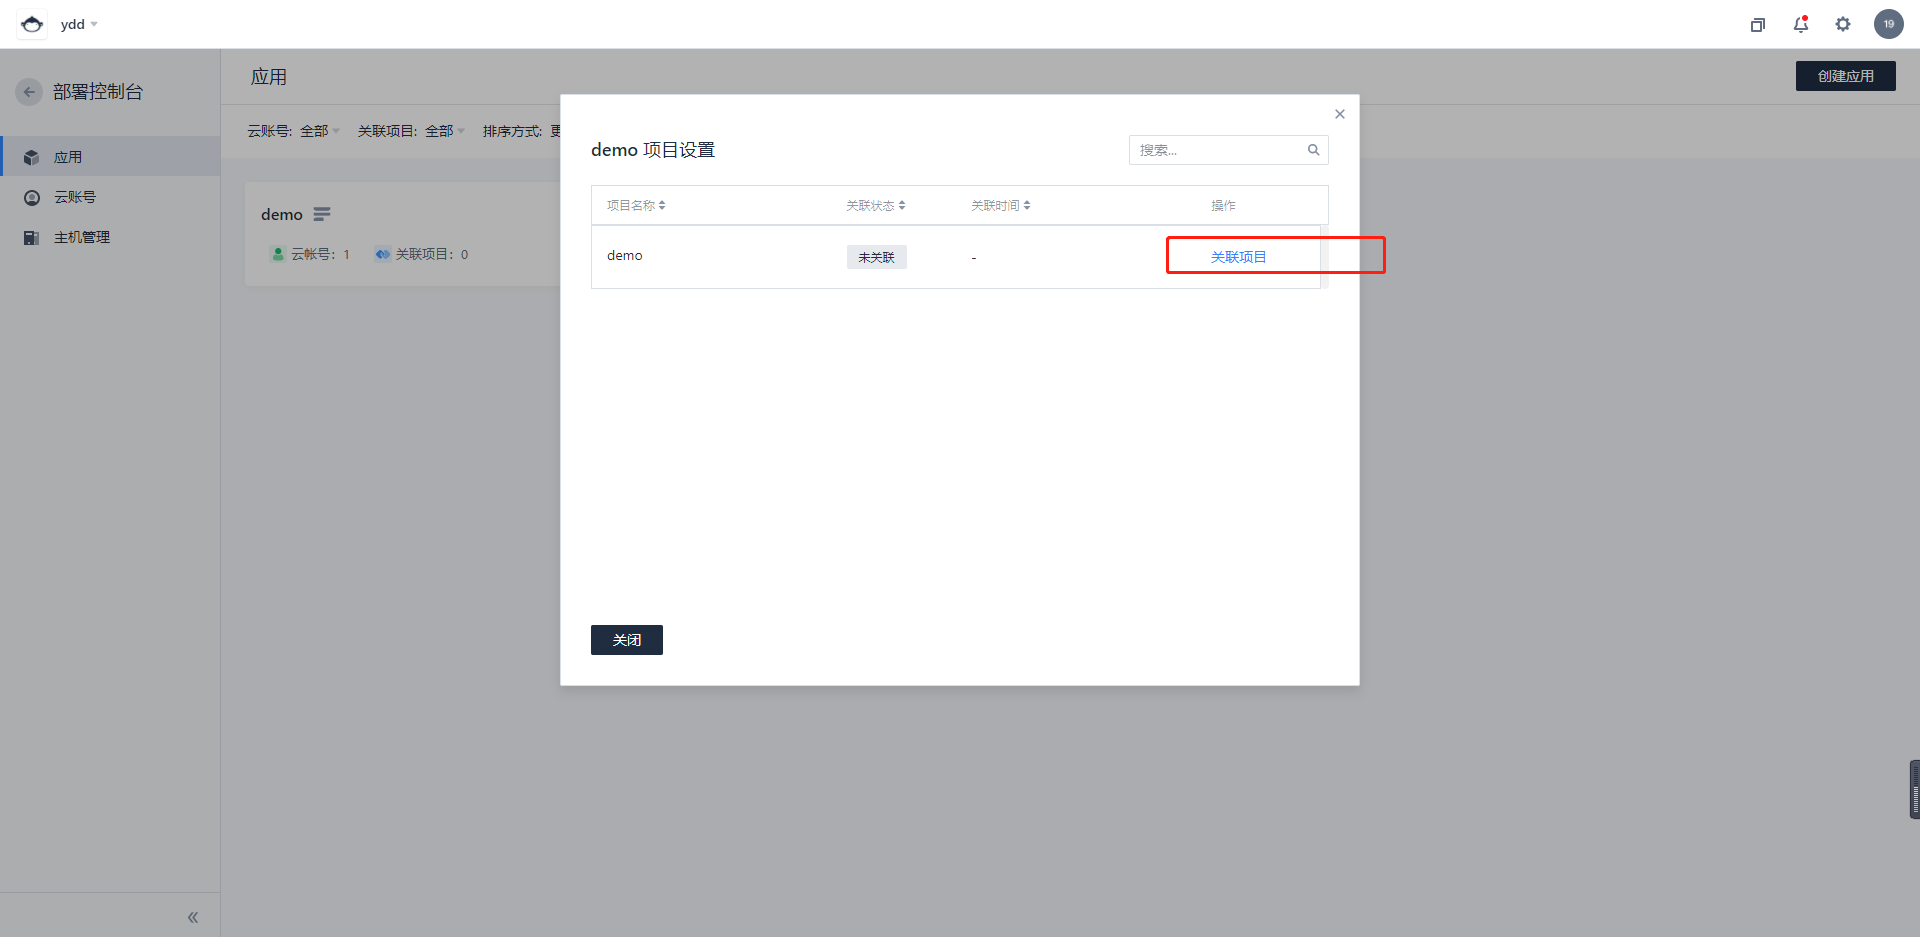 ydd
19
部署控制台
应用
云账号
主机管理
应用
创建应用
云账号: 全部 关联项目: 全部 排序方式: 更
demo
云帐号: 1 关联项目: 0
demo 项目设置
搜索...
项目名称 关联状态 关联时间 操作
demo 未关联 - 关联项目
关闭